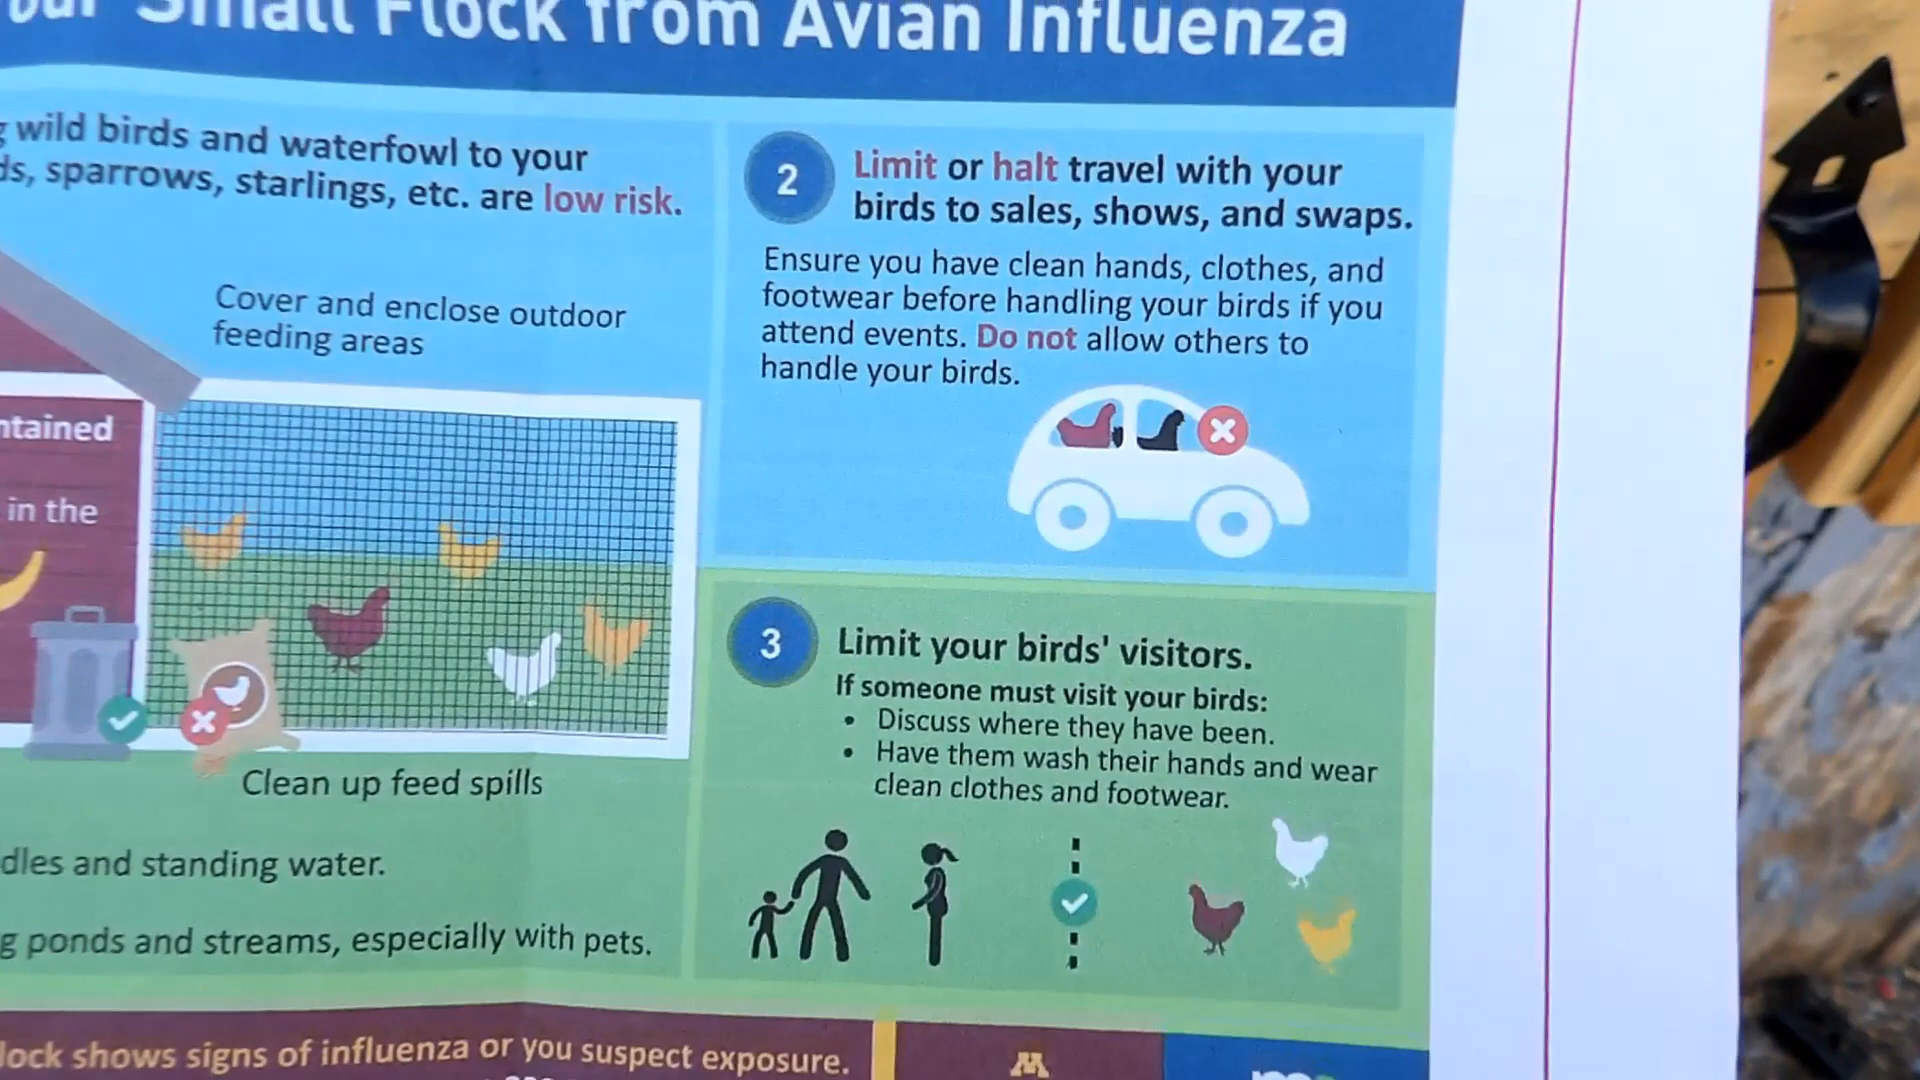 Small Flock from Avian Influenza
wild birds and waterfowl to your
sparrows, starlings, etc. are low risk.
Cover and enclose outdoor
feeding areas
in the
Clean up feed spills
and standing water.
ponds and streams, especially with pets.
2
Limit or halt travel with your
birds to sales, shows, and swaps.
Ensure you have clean hands, clothes, and
footwear before handling your birds if you
attend events. Do not allow others to
handle your birds.
3
Limit your birds' visitors.
If someone must visit your birds:
• Discuss where they have been.
• Have them wash their hands and wear
clean clothes and footwear.
shows signs of influenza or you suspect exposure.
M